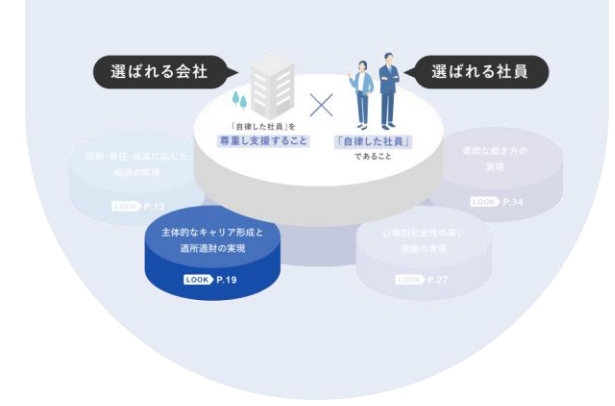 選ばれる会社
選ばれる社員
「自律した社員」を
尊重し支援すること
「自律した社員」
であること
役割・責任・成果に応じた
処遇の実現
LOOK P.13
柔軟な働き方の
実現
LOOK P.34
主体的なキャリア形成と
適所適財の実現
LOOK P.19
心理的安全性の高い
組織の実現
LOOK P.27